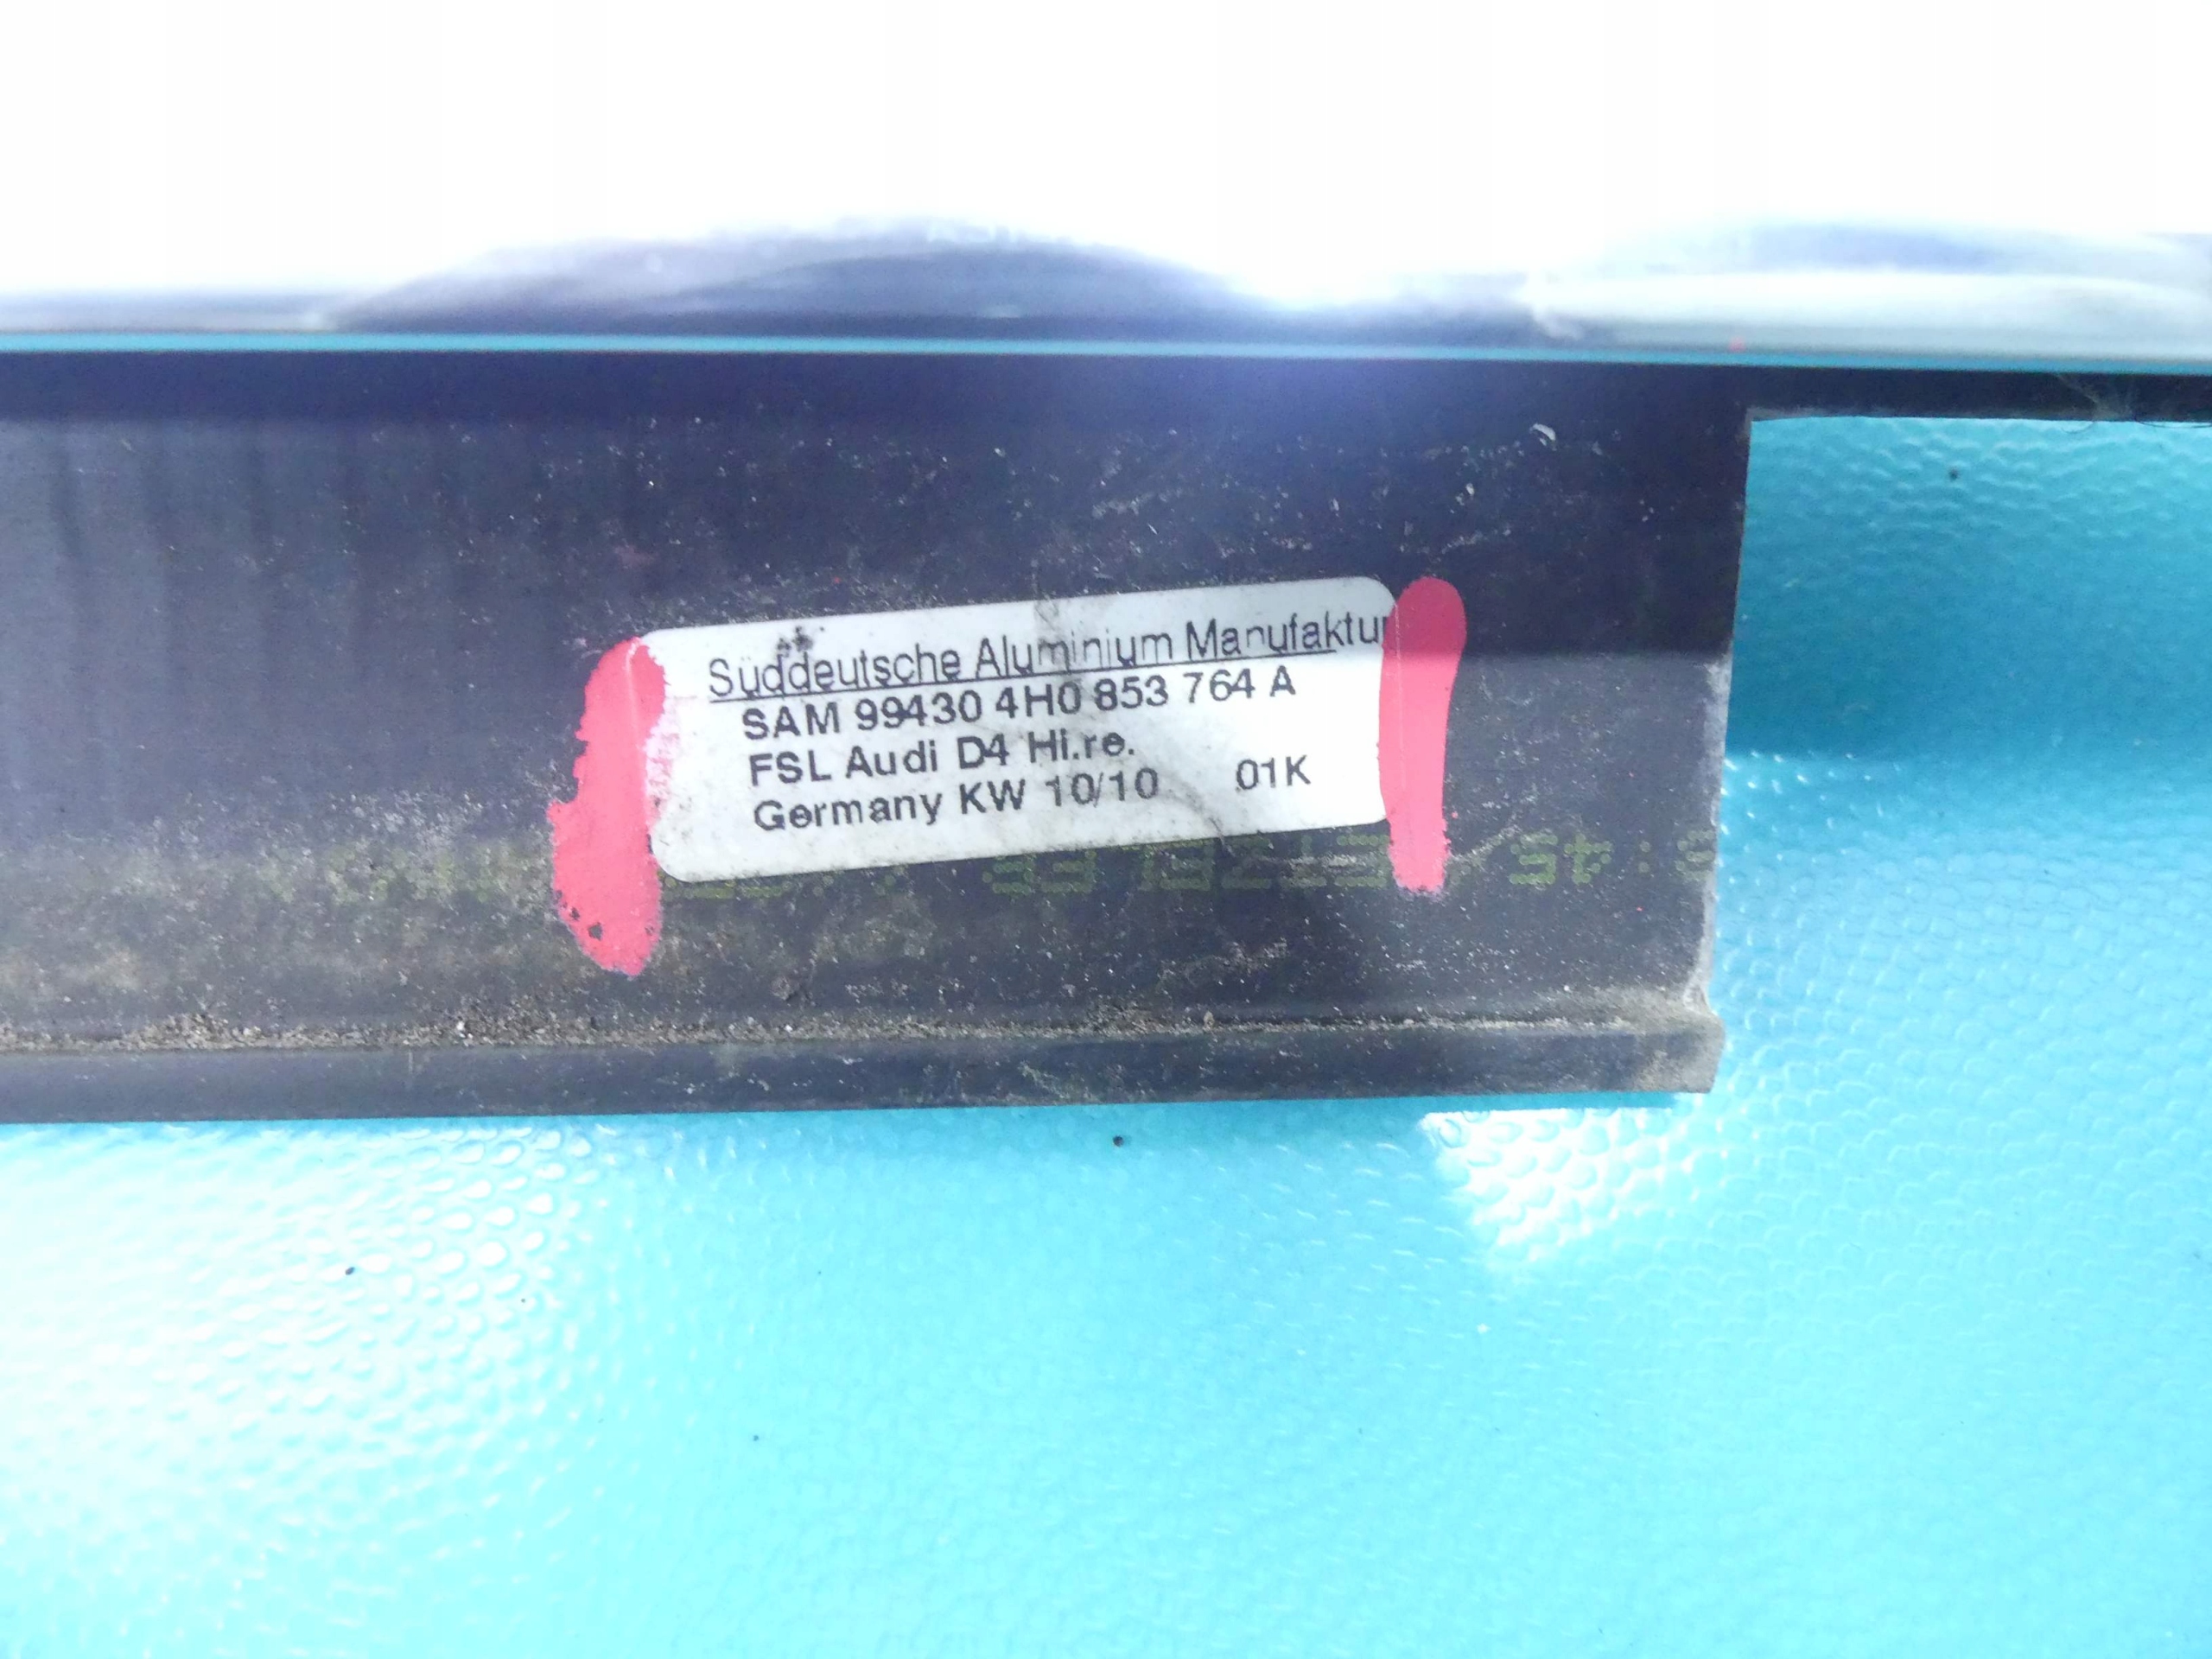 Süddeutsche Aluminium Manufaktur
SAM 99430 4H0 853 764 A
FSL Audi D4 Hi.re.
Germany KW 10/10 01K